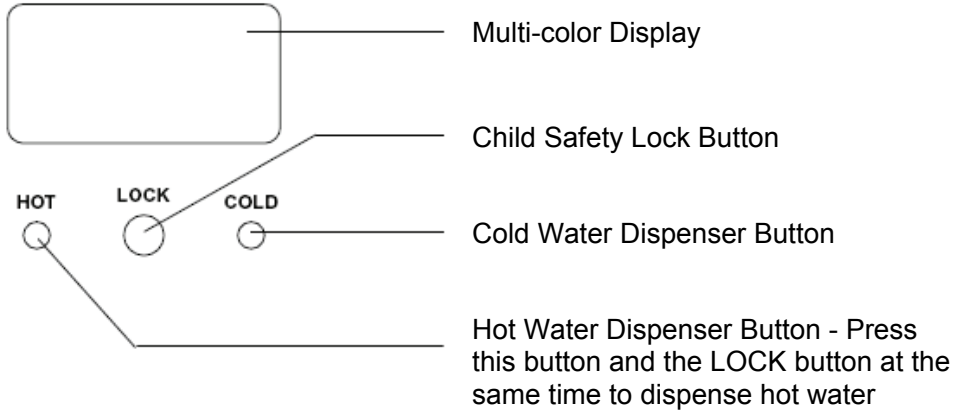 Multi-color Display
Child Safety Lock Button
HOT
LOCK
COLD
Cold Water Dispenser Button
Hot Water Dispenser Button - Press
this button and the LOCK button at the
same time to dispense hot water